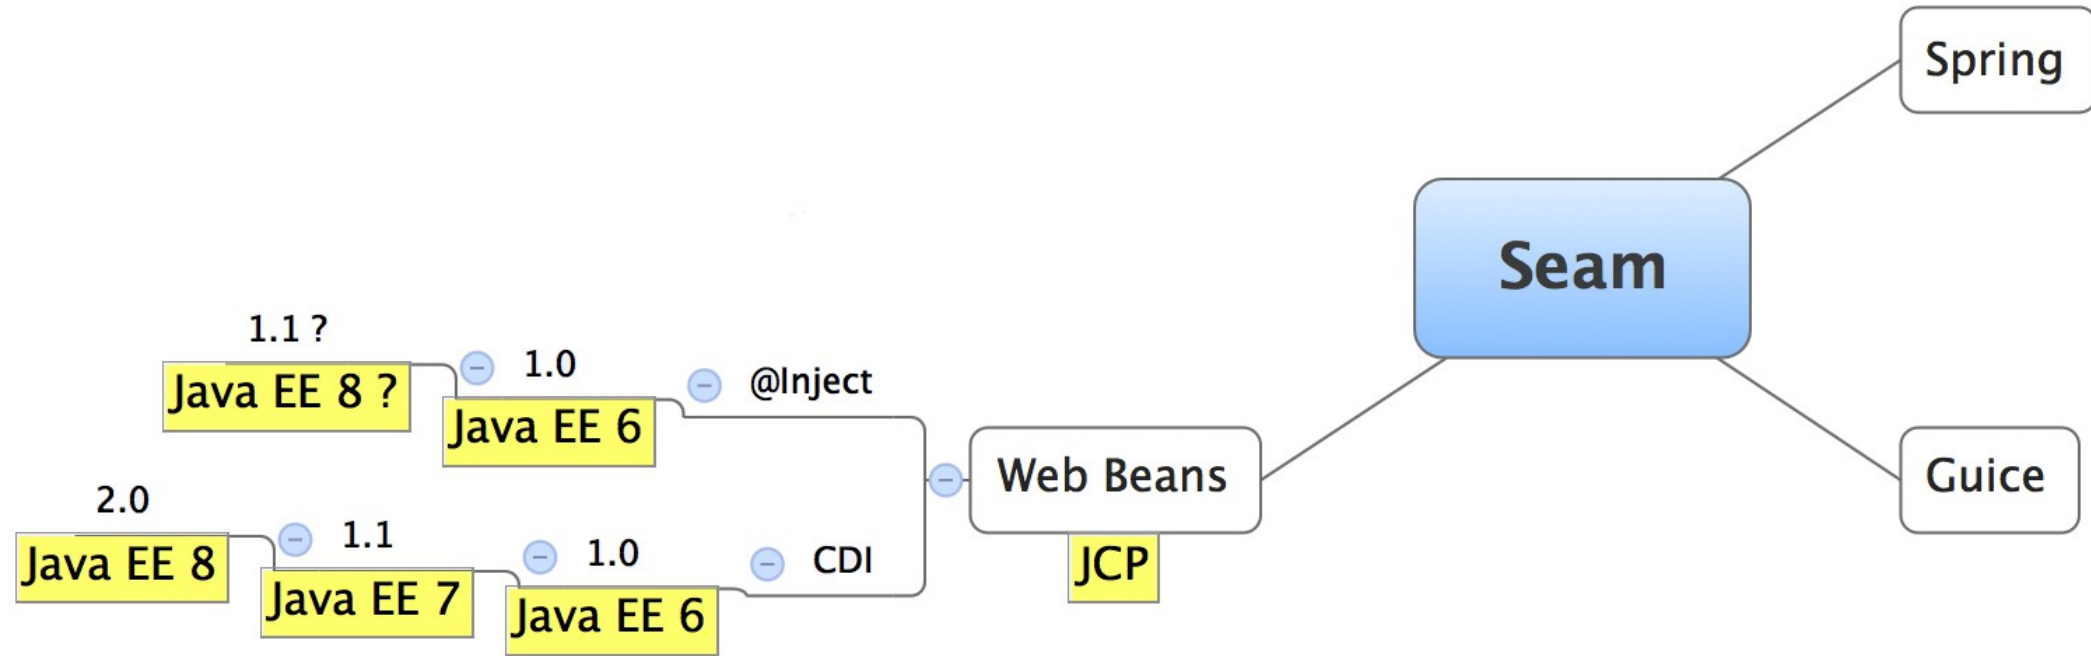 Spring
Seam
1.1 ?
Java EE 8 ?
1.0
Java EE 6
@Inject
Web Beans
JCP
Guice
2.0
Java EE 8
1.1
Java EE 7
1.0
Java EE 6
CDI